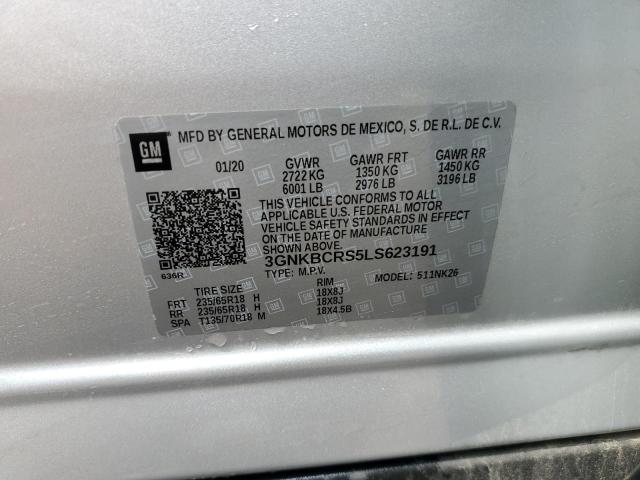 GM
MFD BY GENERAL MOTORS DE MEXICO, S. DE R.L. DE C.V.
01/20 GVWR GAWR FRT GAWR RR
2722 KG 1350 KG 1450 KG
6001 LB 2976 LB 3196 LB
THIS VEHICLE CONFORMS TO ALL
APPLICABLE U.S. FEDERAL MOTOR
VEHICLE STANDARDS IN EFFECT
ON THE DATE OF MANUFACTURE
SHOWN ABOVE.
3GNKBCRS5LS623191
636R
TYPE: M.P.V. MODEL: 511NK26
TIRE SIZE RIM
FRT 235/65R18 H 18X8J
RR 235/65R18 H 18X8J
SPA T135/70R18 M 18X4.5B